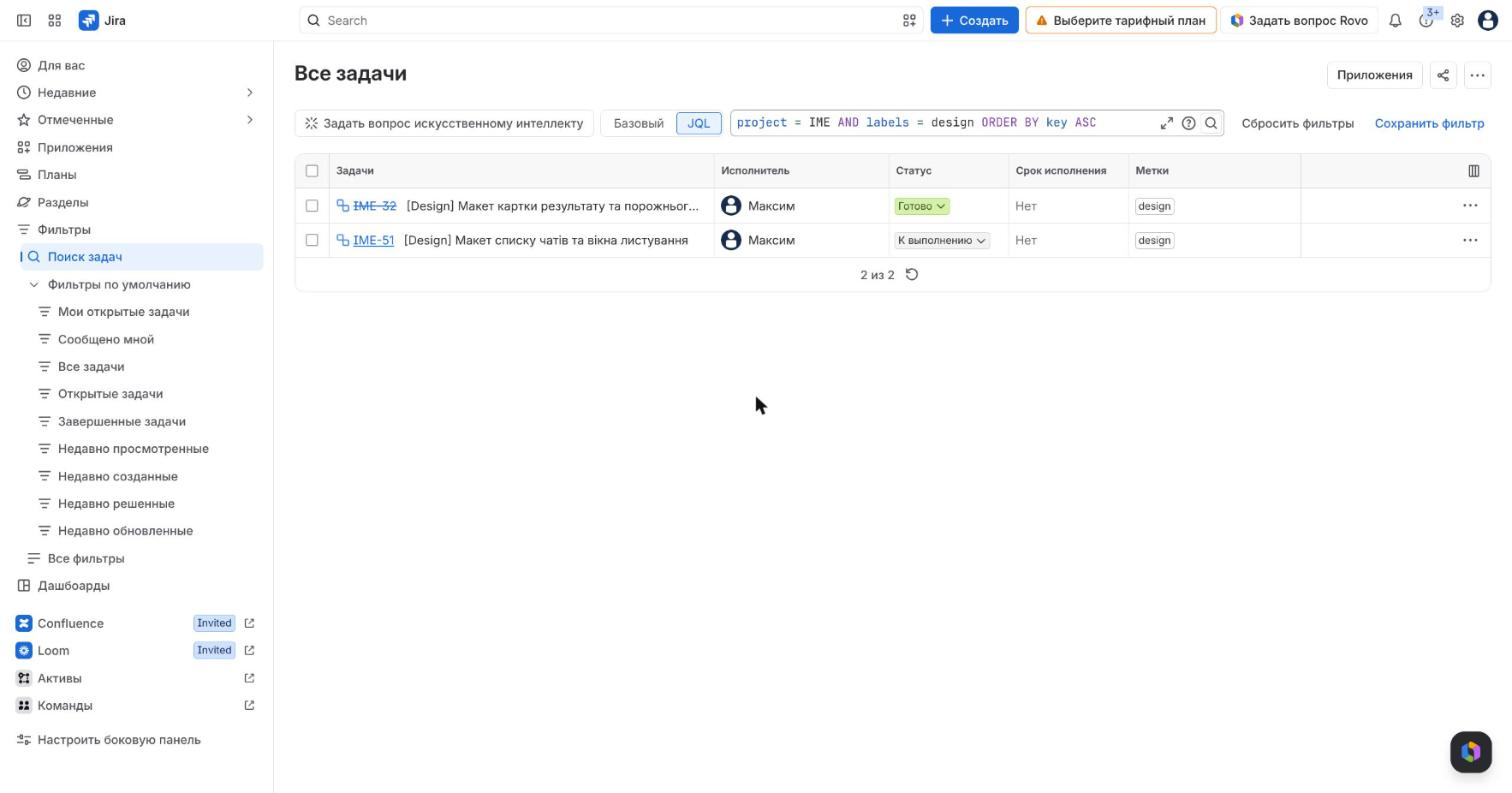 Jira
Search
Создать
Выберите тарифный план
Задать вопрос Rovo
3+
Для вас
Недавние
Отмеченные
Приложения
Планы
Разделы
Фильтры
Поиск задач
Фильтры по умолчанию
Мои открытые задачи
Сообщено мной
Все задачи
Открытые задачи
Завершенные задачи
Недавно просмотренные
Недавно созданные
Недавно решенные
Недавно обновленные
Все фильтры
Дашборды
Confluence Invited
Loom Invited
Активы
Команды
Настроить боковую панель
Все задачи
Приложения
Задать вопрос искусственному интеллекту
Базовый JQL
project = IME AND labels = design ORDER BY key ASC
Сбросить фильтры
Сохранить фильтр
Задачи Исполнитель Статус Срок исполнения Метки
IME-32 [Design] Макет картки результату та порожньог... Максим Готово Нет design
IME-51 [Design] Макет списку чатів та вікна листування Максим К выполнению Нет design
2 из 2